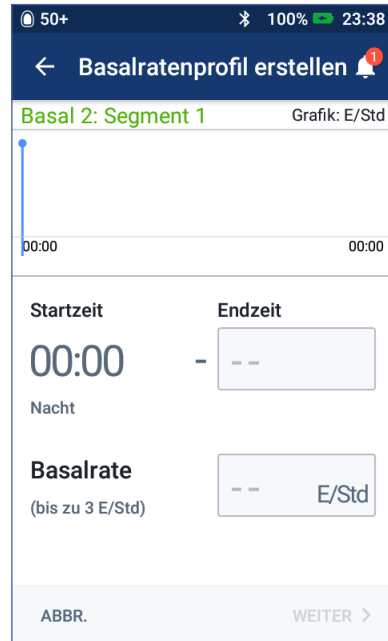 50+ 100% 23:38
Basalratenprofil erstellen 1
Basal 2: Segment 1 Grafik: E/Std
00:00 00:00
Startzeit Endzeit
00:00 - --
Nacht
Basalrate
-- E/Std
(bis zu 3 E/Std)
ABBR. WEITER